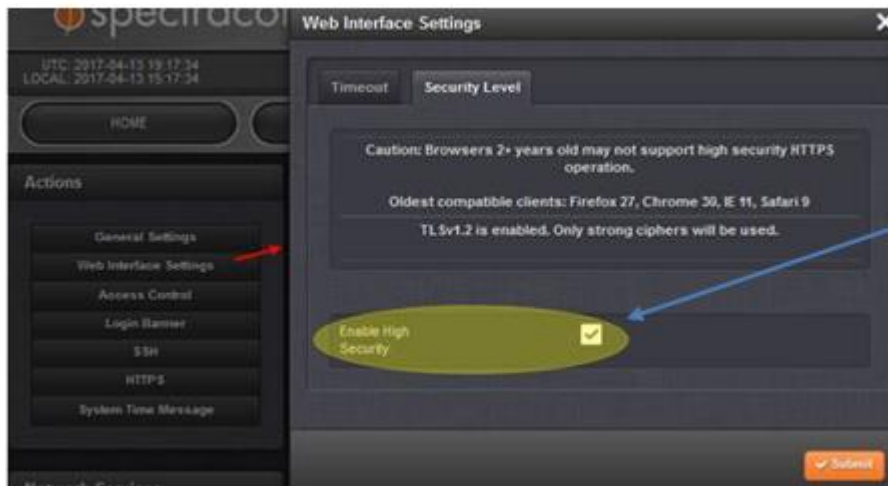 spectracom
Web Interface Settings
UTC: 2017-04-13 19:17:34
LOCAL: 2017-04-13 15:17:34
Timeout
Security Level
HOME
Caution: Browsers 2+ years old may not support high security HTTPS
operation.
Actions
Oldest compatible clients: Firefox 27, Chrome 30, IE 11, Safari 9
TLSv1.2 is enabled. Only strong ciphers will be used.
General Settings
Web Interface Settings
Access Control
Login Banner
SSH
HTTPS
System Time Message
Enable High
Security
Submit
Network Services